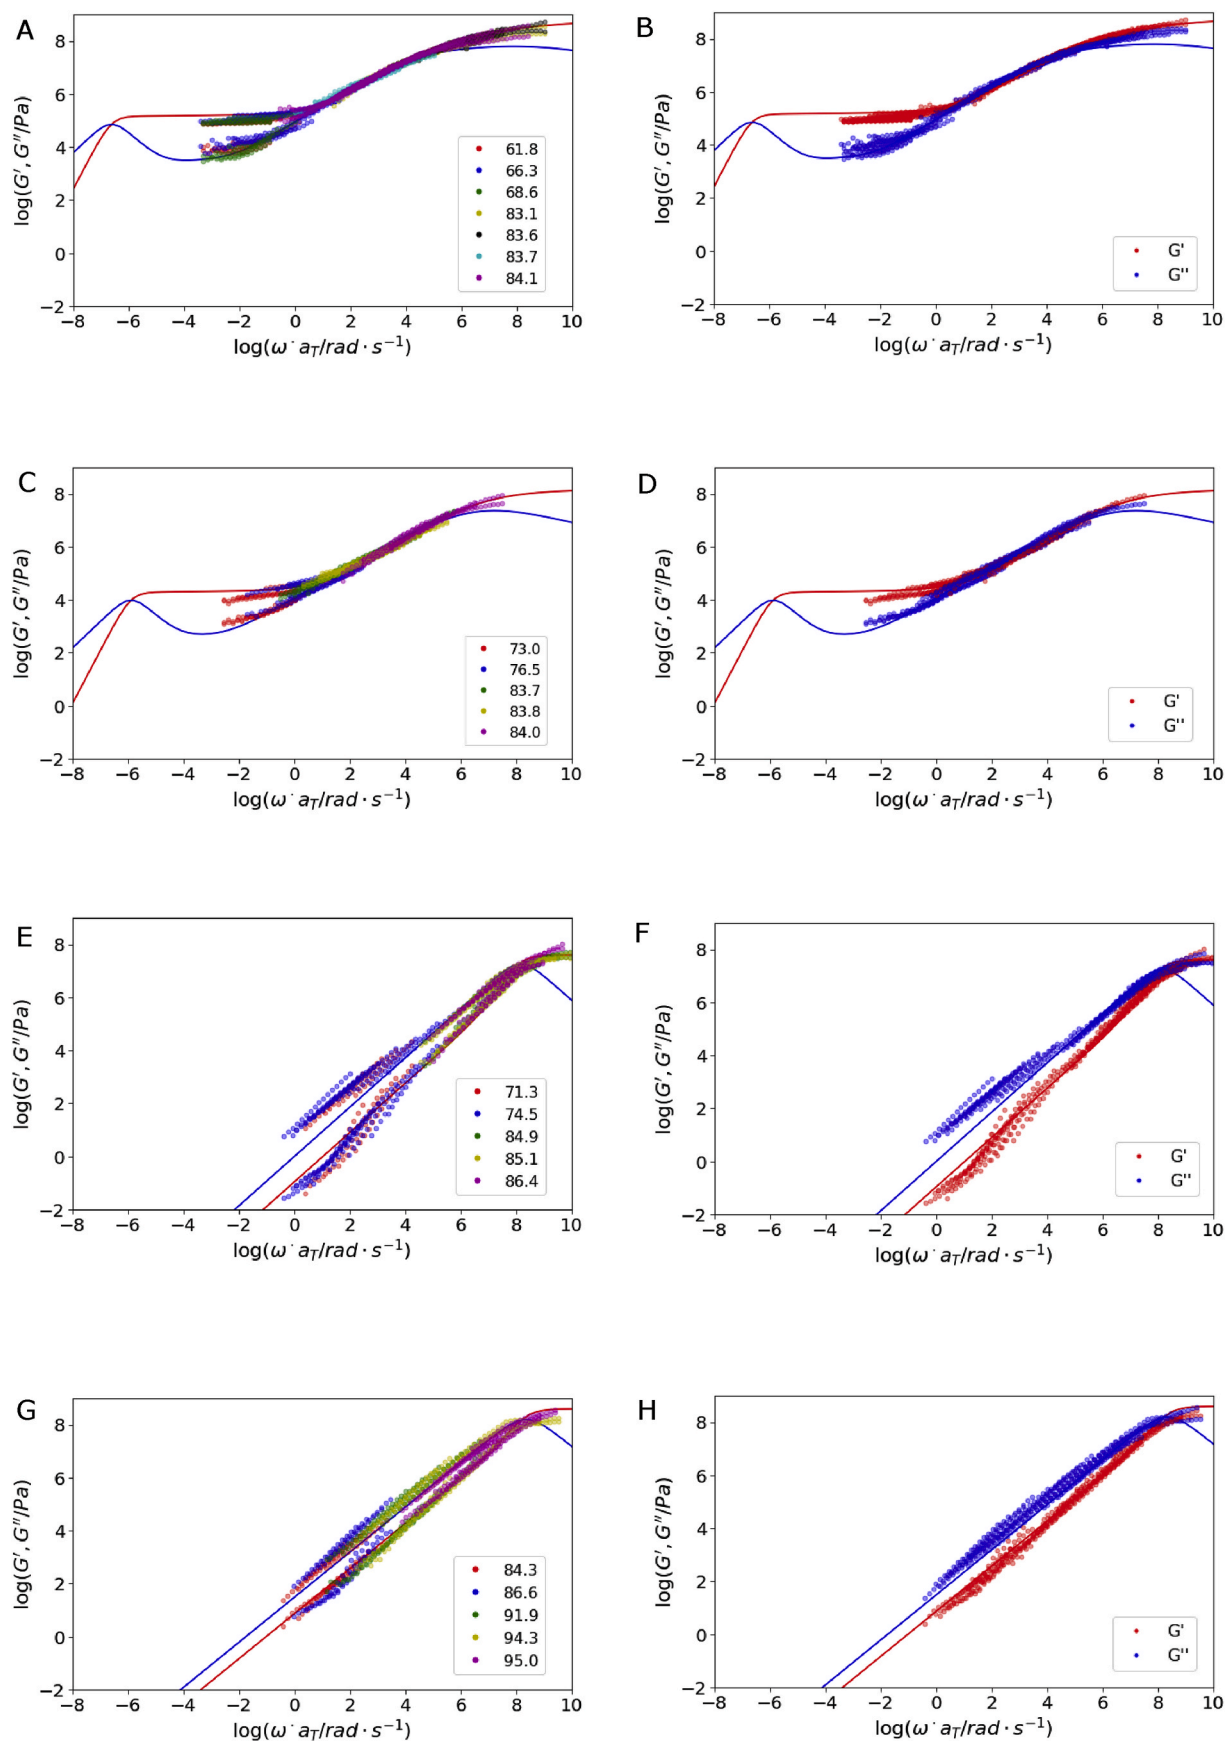 A
log(G′, G″/Pa)
8
6
4
2
0
−2
61.8
66.3
68.6
83.1
83.6
83.7
84.1
−8 −6 −4 −2 0 2 4 6 8 10
log(ω · a_T/rad · s⁻¹)
B
log(G′, G″/Pa)
8
6
4
2
0
−2
G'
G''
−8 −6 −4 −2 0 2 4 6 8 10
log(ω · a_T/rad · s⁻¹)
C
log(G′, G″/Pa)
8
6
4
2
0
−2
73.0
76.5
83.7
83.8
84.0
−8 −6 −4 −2 0 2 4 6 8 10
log(ω · a_T/rad · s⁻¹)
D
log(G′, G″/Pa)
8
6
4
2
0
−2
G'
G''
−8 −6 −4 −2 0 2 4 6 8 10
log(ω · a_T/rad · s⁻¹)
E
log(G′, G″/Pa)
8
6
4
2
0
−2
71.3
74.5
84.9
85.1
86.4
−8 −6 −4 −2 0 2 4 6 8 10
log(ω · a_T/rad · s⁻¹)
F
log(G′, G″/Pa)
8
6
4
2
0
−2
G'
G''
−8 −6 −4 −2 0 2 4 6 8 10
log(ω · a_T/rad · s⁻¹)
G
log(G′, G″/Pa)
8
6
4
2
0
−2
84.3
86.6
91.9
94.3
95.0
−8 −6 −4 −2 0 2 4 6 8 10
log(ω · a_T/rad · s⁻¹)
H
log(G′, G″/Pa)
8
6
4
2
0
−2
G'
G''
−8 −6 −4 −2 0 2 4 6 8 10
log(ω · a_T/rad · s⁻¹)